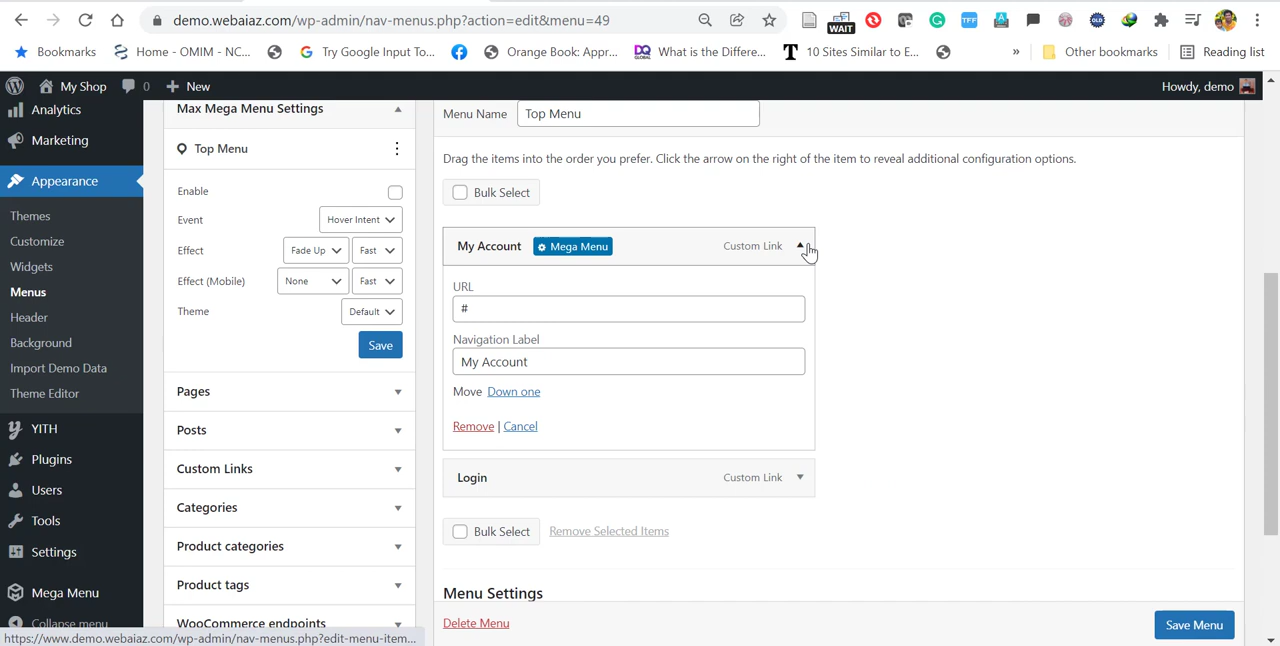 demo.webaiaz.com/wp-admin/nav-menus.php?action=edit&menu=49
WAIT
TFF
OLD
Bookmarks
Home - OMIM - NC...
Try Google Input To...
Orange Book: Appr...
DQ GLOBAL
What is the Differe...
T
10 Sites Similar to E...
»
Other bookmarks
Reading list
My Shop
0
New
Howdy, demo
Analytics
Marketing
Appearance
Themes
Customize
Widgets
Menus
Header
Background
Import Demo Data
Theme Editor
YITH
Plugins
Users
Tools
Settings
Mega Menu
Collapse menu
Max Mega Menu Settings
Top Menu
Enable
Event
Hover Intent
Effect
Fade Up
Fast
Effect (Mobile)
None
Fast
Theme
Default
Save
Pages
Posts
Custom Links
Categories
Product categories
Product tags
WooCommerce endpoints
Menu Name
Top Menu
Drag the items into the order you prefer. Click the arrow on the right of the item to reveal additional configuration options.
Bulk Select
My Account
Mega Menu
Custom Link
URL
#
Navigation Label
My Account
Move Down one
Remove | Cancel
Login
Custom Link
Bulk Select
Remove Selected Items
Menu Settings
Delete Menu
Save Menu
https://www.demo.webaiaz.com/wp-admin/nav-menus.php?edit-menu-item...